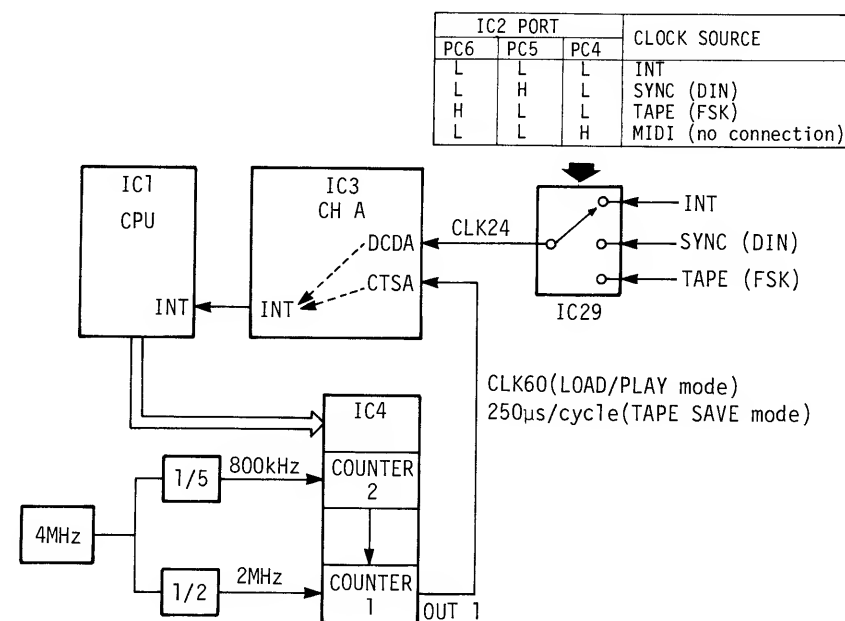 IC2 PORT
CLOCK SOURCE
PC6 PC5 PC4
L L L INT
L H L SYNC (DIN)
H L L TAPE (FSK)
L L H MIDI (no connection)
IC1
CPU
INT
IC3
CH A
DCDA
CTSA
INT
CLK24
INT
SYNC (DIN)
TAPE (FSK)
IC29
CLK60(LOAD/PLAY mode)
250µs/cycle(TAPE SAVE mode)
IC4
COUNTER
2
COUNTER
1
OUT 1
4MHz
1/5
800kHz
1/2
2MHz